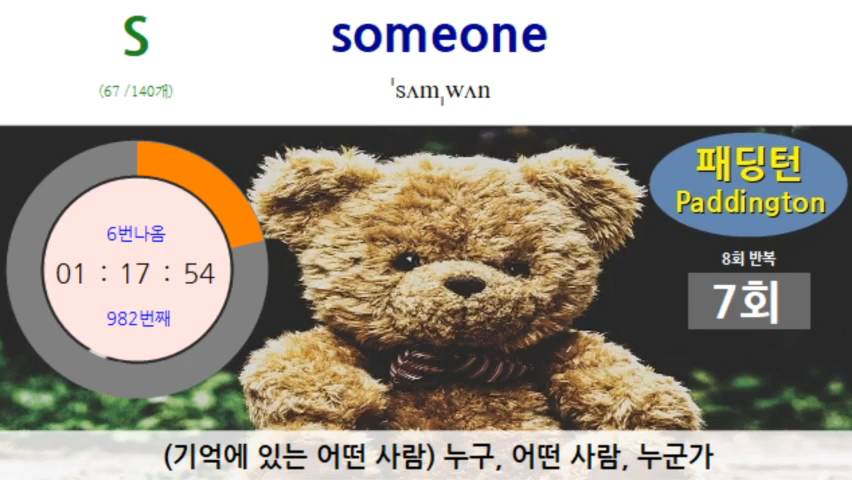 S
someone
(67 /140개)
ˈsʌmˌwʌn
패딩턴
Paddington
6번나옴
01 : 17 : 54
982번째
8회 반복
7회
(기억에 있는 어떤 사람) 누구, 어떤 사람, 누군가